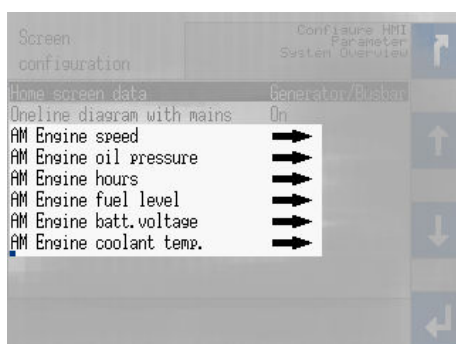 Screen
configuration
Configure HMI
Parameter
System Overview
Home screen data Generator/Busbar
Oneline diagram with mains On
AM Engine speed
AM Engine oil pressure
AM Engine hours
AM Engine fuel level
AM Engine batt.voltage
AM Engine coolant temp.